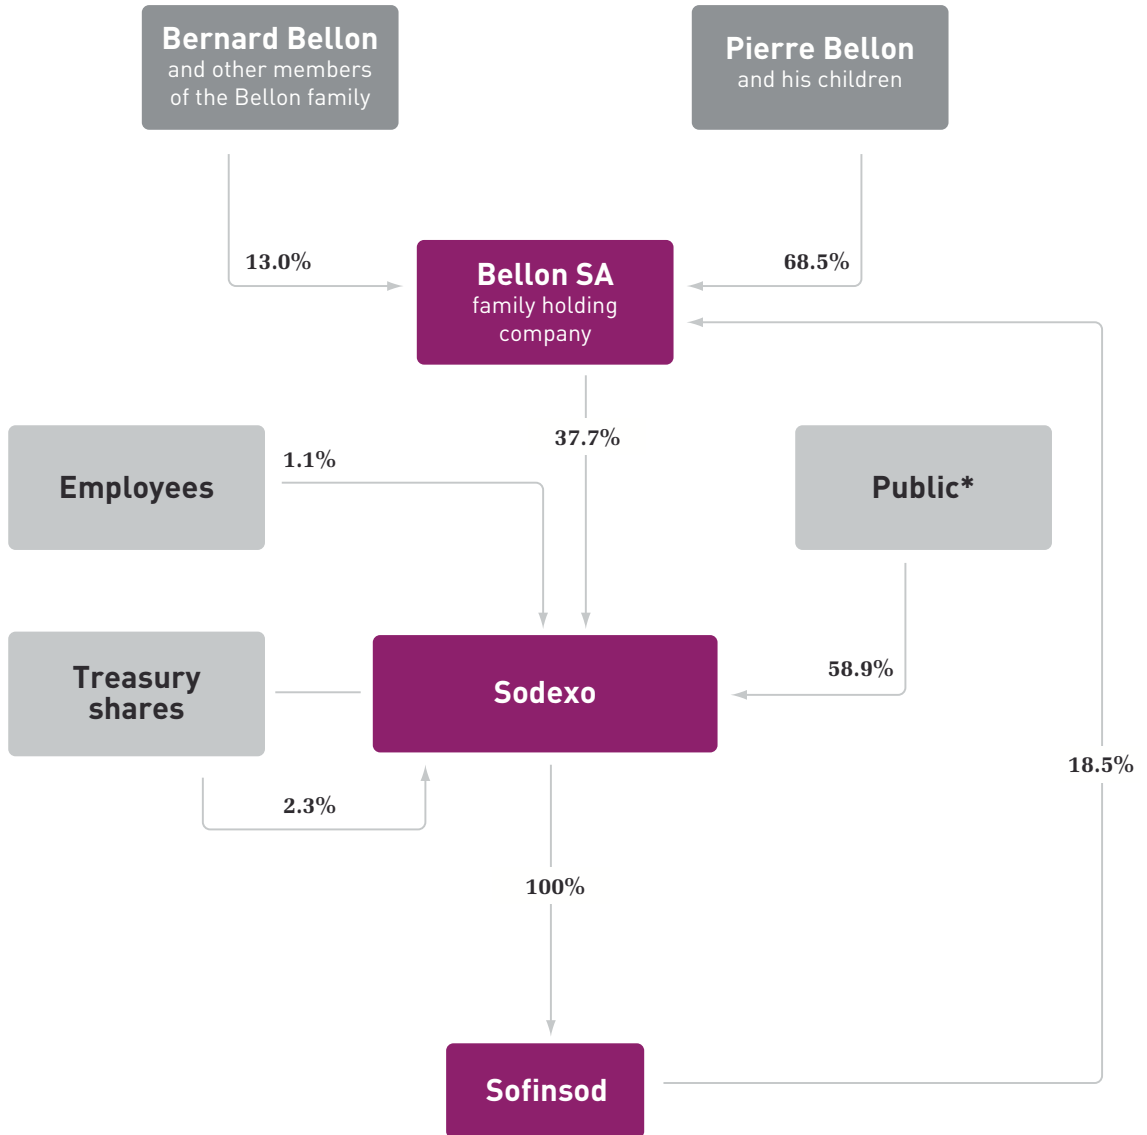 Bernard Bellon
and other members
of the Bellon family
Pierre Bellon
and his children
13.0%
68.5%
Bellon SA
family holding
company
37.7%
Employees
1.1%
Public*
Treasury
shares
Sodexo
58.9%
2.3%
18.5%
100%
Sofinsod